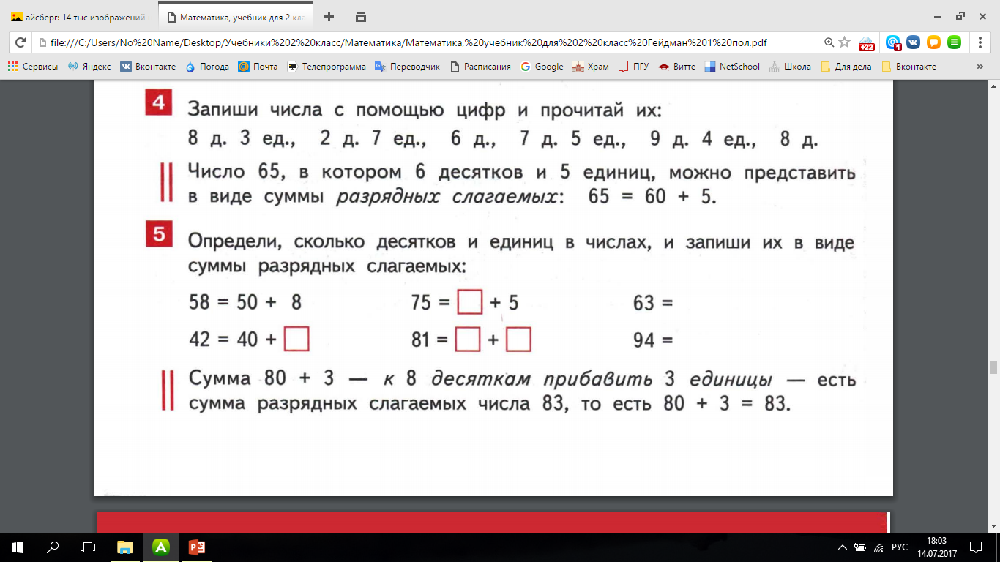 айсберг: 14 тыс изображений н
Математика, учебник для 2 кла
file:///C:/Users/No%20Name/Desktop/Учебники%202%20класс/Математика/Математика,%20учебник%20для%202%20класс%20Гейдман%201%20пол.pdf
+22
1
Сервисы Яндекс Вконтакте Погода Почта Телепрограмма Переводчик Расписания Google Храм ПГУ Витте NetSchool Школа Для дела Вконтакте »
4 Запиши числа с помощью цифр и прочитай их:
8 д. 3 ед., 2 д. 7 ед., 6 д., 7 д. 5 ед., 9 д. 4 ед., 8 д.
Число 65, в котором 6 десятков и 5 единиц, можно представить
в виде суммы разрядных слагаемых: 65 = 60 + 5.
5 Определи, сколько десятков и единиц в числах, и запиши их в виде
суммы разрядных слагаемых:
58 = 50 + 8 75 = □ + 5 63 =
42 = 40 + □ 81 = □ + □ 94 =
Сумма 80 + 3 — к 8 десяткам прибавить 3 единицы — есть
сумма разрядных слагаемых числа 83, то есть 80 + 3 = 83.
РУС
18:03
14.07.2017